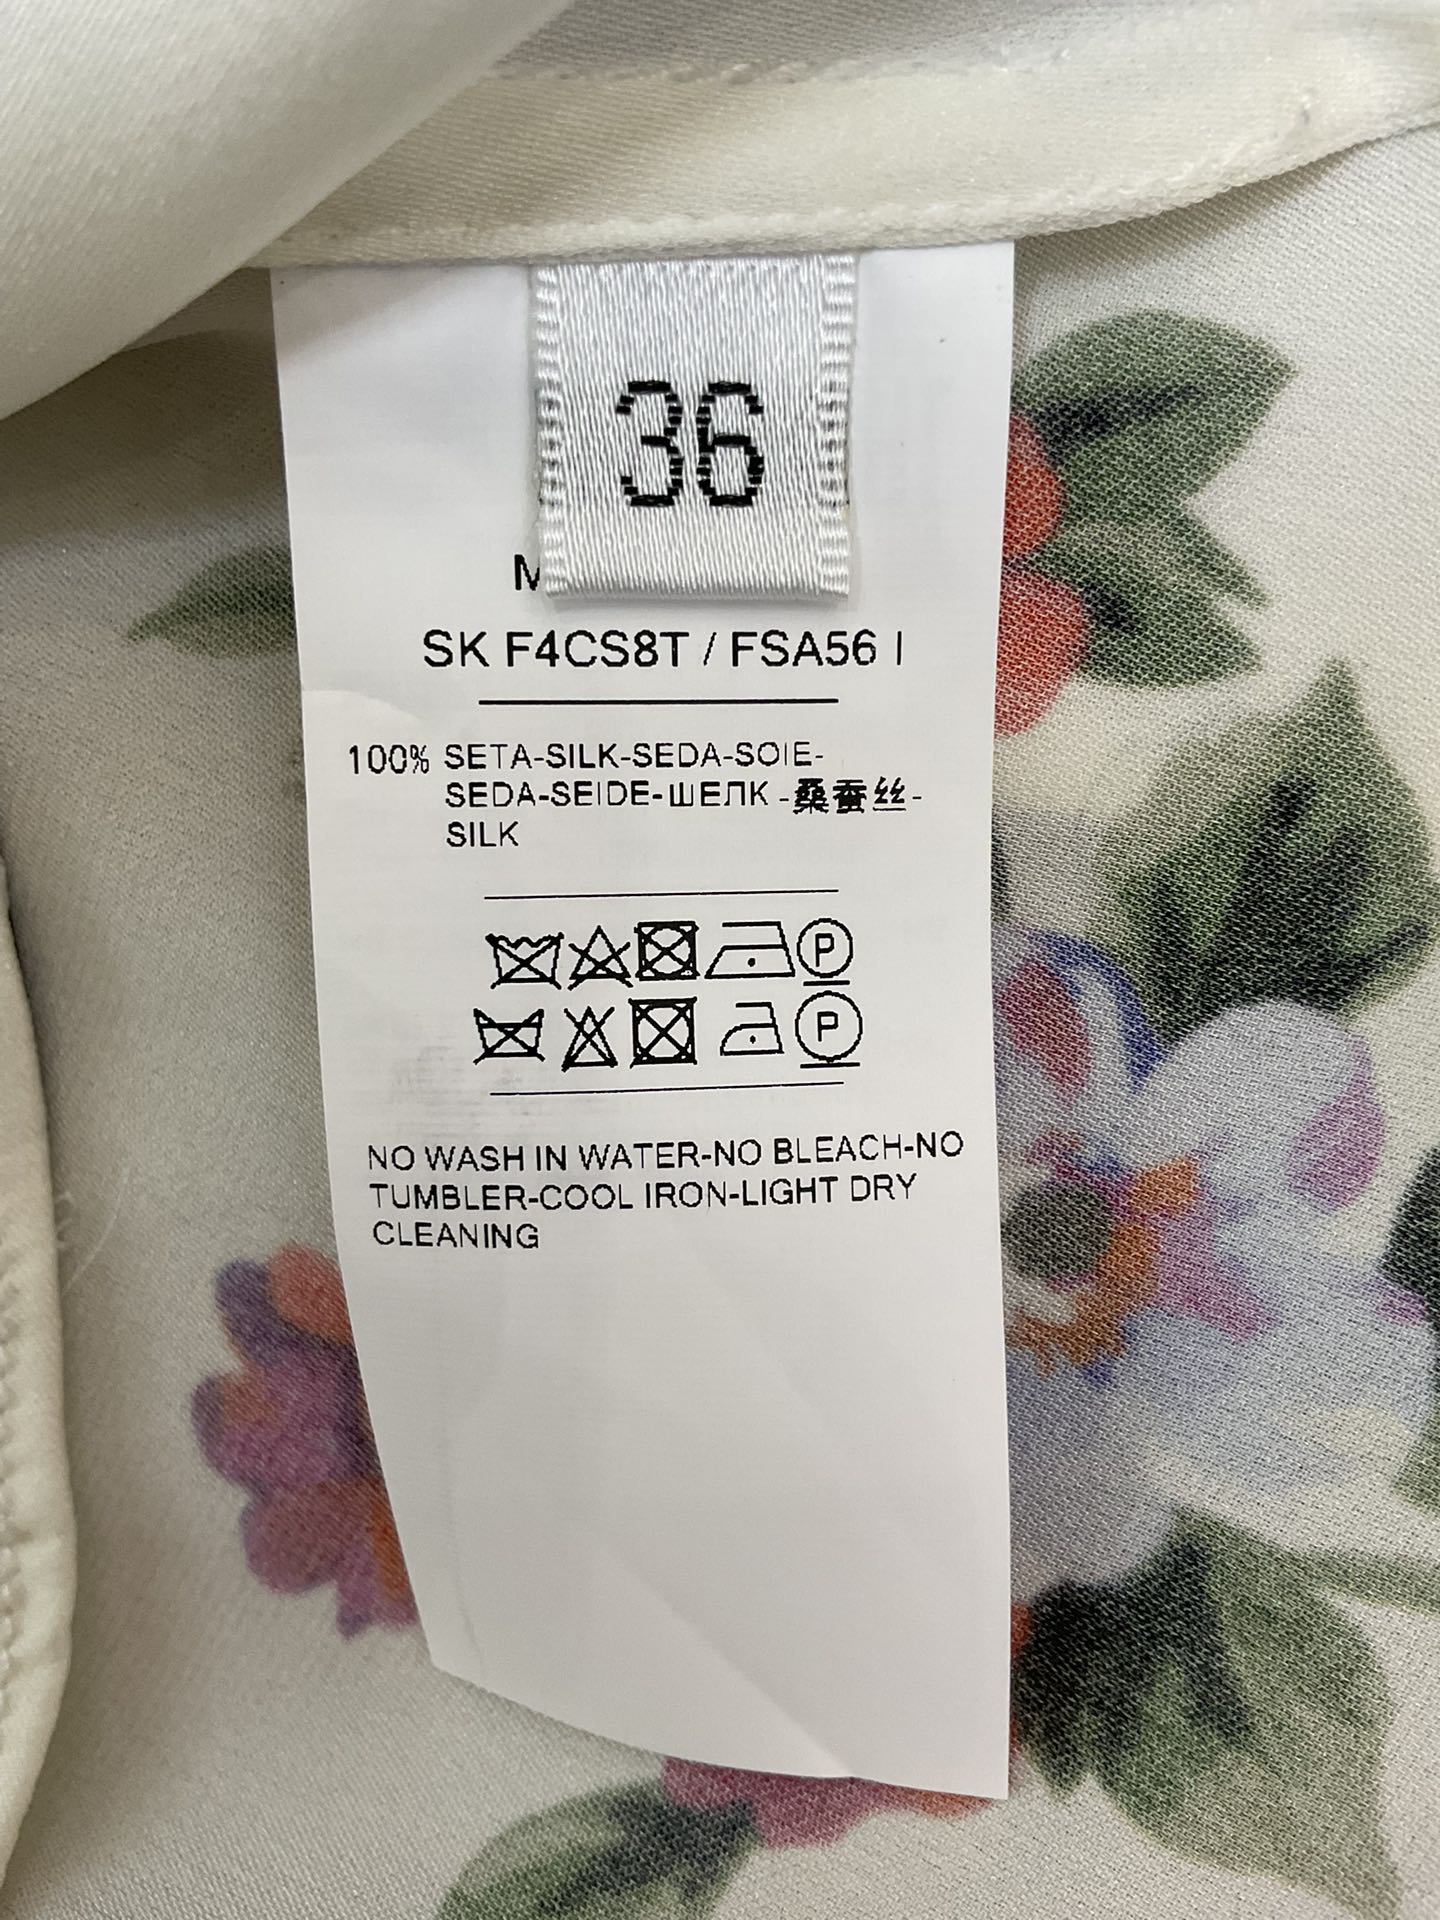 36
SK F4CS8T / FSA56 I
100% SETA-SILK-SEDA-SOIE-
SEDA-SEIDE-ШЕЛК -桑蚕丝-
SILK
P
P
NO WASH IN WATER-NO BLEACH-NO
TUMBLER-COOL IRON-LIGHT DRY
CLEANING